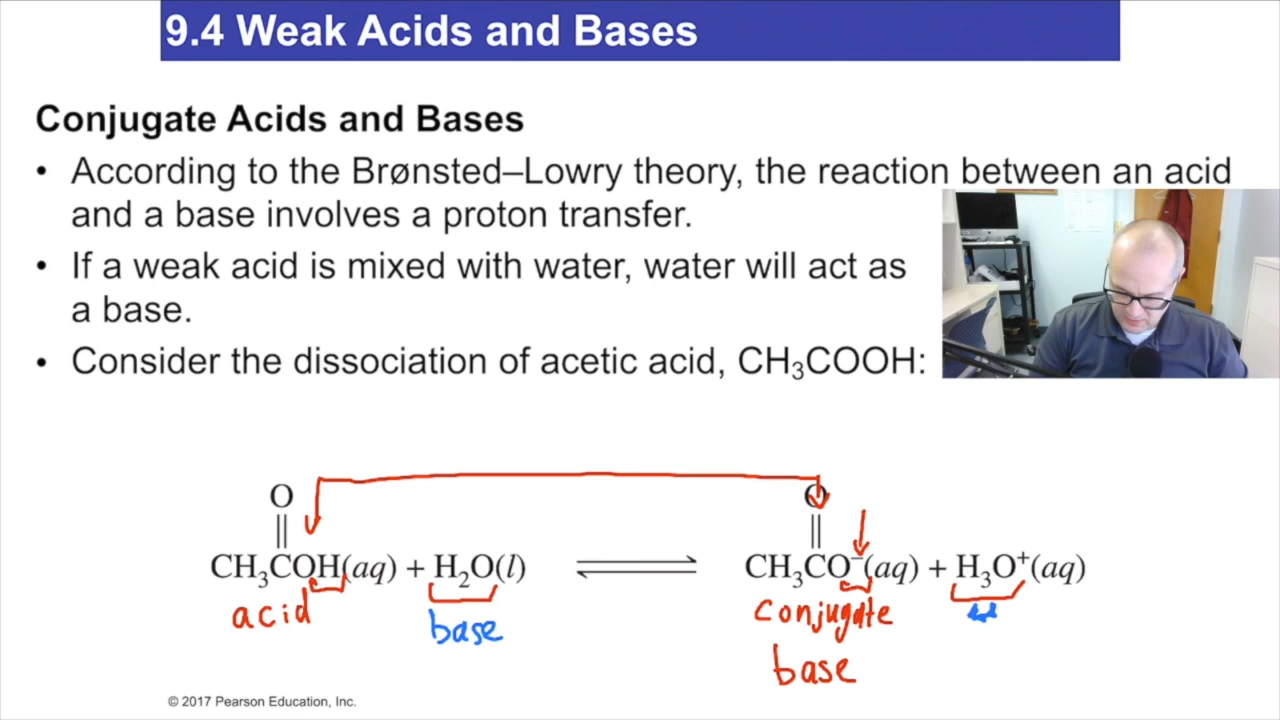 9.4 Weak Acids and Bases
Conjugate Acids and Bases
• According to the Brønsted–Lowry theory, the reaction between an acid
and a base involves a proton transfer.
• If a weak acid is mixed with water, water will act as
a base.
• Consider the dissociation of acetic acid, CH₃COOH:
O O
|| ||
CH₃COH(aq) + H₂O(l) ⇌ CH₃CO⁻(aq) + H₃O⁺(aq)
acid base conjugate
base
© 2017 Pearson Education, Inc.